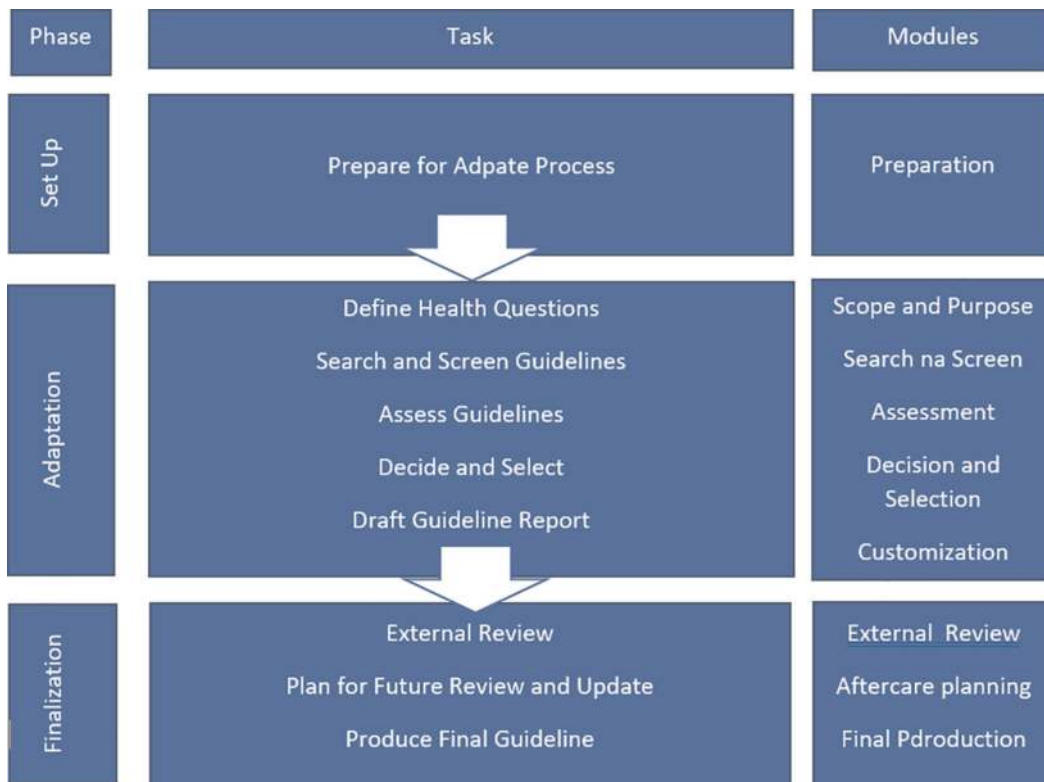 Phase
Task
Modules
Set Up
Prepare for Adpate Process
Preparation
Adaptation
Define Health Questions
Search and Screen Guidelines
Assess Guidelines
Decide and Select
Draft Guideline Report
Scope and Purpose
Search na Screen
Assessment
Decision and
Selection
Customization
Finalization
External Review
Plan for Future Review and Update
Produce Final Guideline
External Review
Aftercare planning
Final Pdroduction